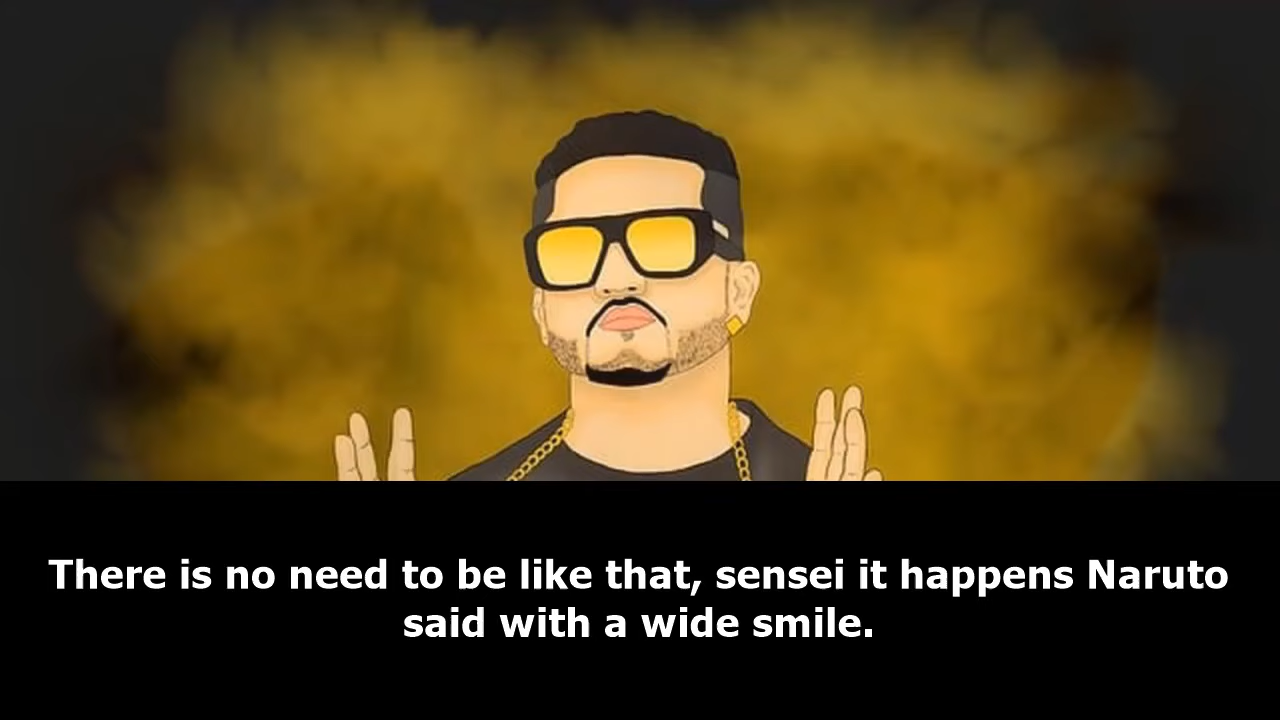 There is no need to be like that, sensei it happens Naruto
said with a wide smile.